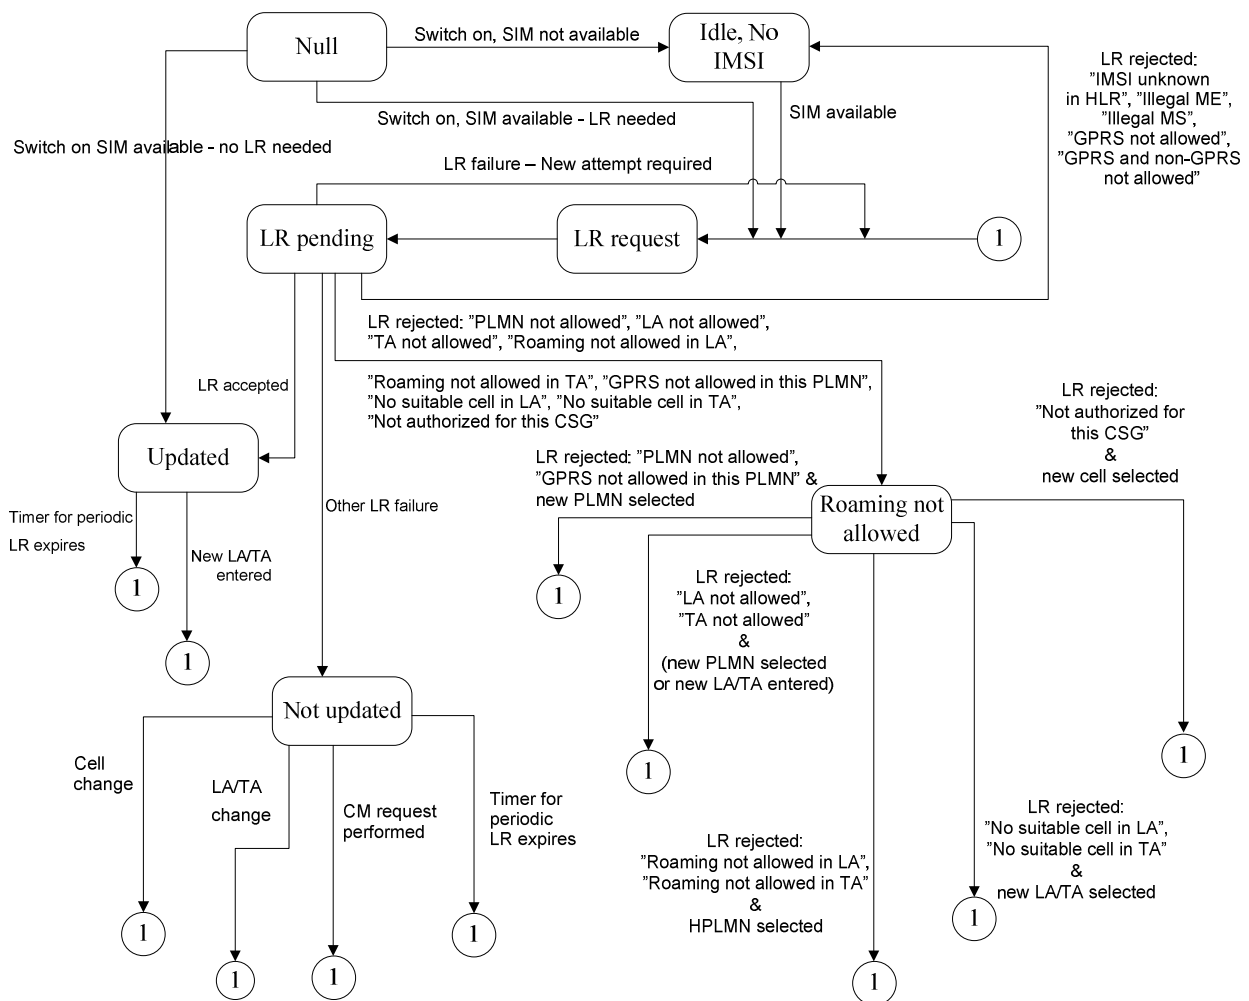 Null
Switch on, SIM not available
Idle, No
IMSI
LR rejected:
”IMSI unknown
in HLR”, ”Illegal ME”,
”Illegal MS”,
”GPRS not allowed”,
”GPRS and non-GPRS
not allowed”
SIM available
Switch on, SIM available - LR needed
Switch on SIM available - no LR needed
LR failure – New attempt required
LR pending
LR request
1
LR rejected: ”PLMN not allowed”, ”LA not allowed”,
”TA not allowed”, ”Roaming not allowed in LA”,
”Roaming not allowed in TA”, ”GPRS not allowed in this PLMN”,
”No suitable cell in LA”, ”No suitable cell in TA”,
”Not authorized for this CSG”
LR accepted
LR rejected:
”Not authorized for
this CSG”
&
new cell selected
Updated
LR rejected: ”PLMN not allowed”,
”GPRS not allowed in this PLMN” &
new PLMN selected
Roaming not
allowed
Other LR failure
Timer for periodic
LR expires
New LA/TA
entered
1
1
1
LR rejected:
”LA not allowed”,
”TA not allowed”
&
(new PLMN selected
or new LA/TA entered)
Not updated
1
1
Cell
change
LA/TA
change
CM request
performed
Timer for
periodic
LR expires
LR rejected:
”Roaming not allowed in LA”,
”Roaming not allowed in TA”
&
HPLMN selected
LR rejected:
”No suitable cell in LA”,
”No suitable cell in TA”
&
new LA/TA selected
1
1
1
1
1
1